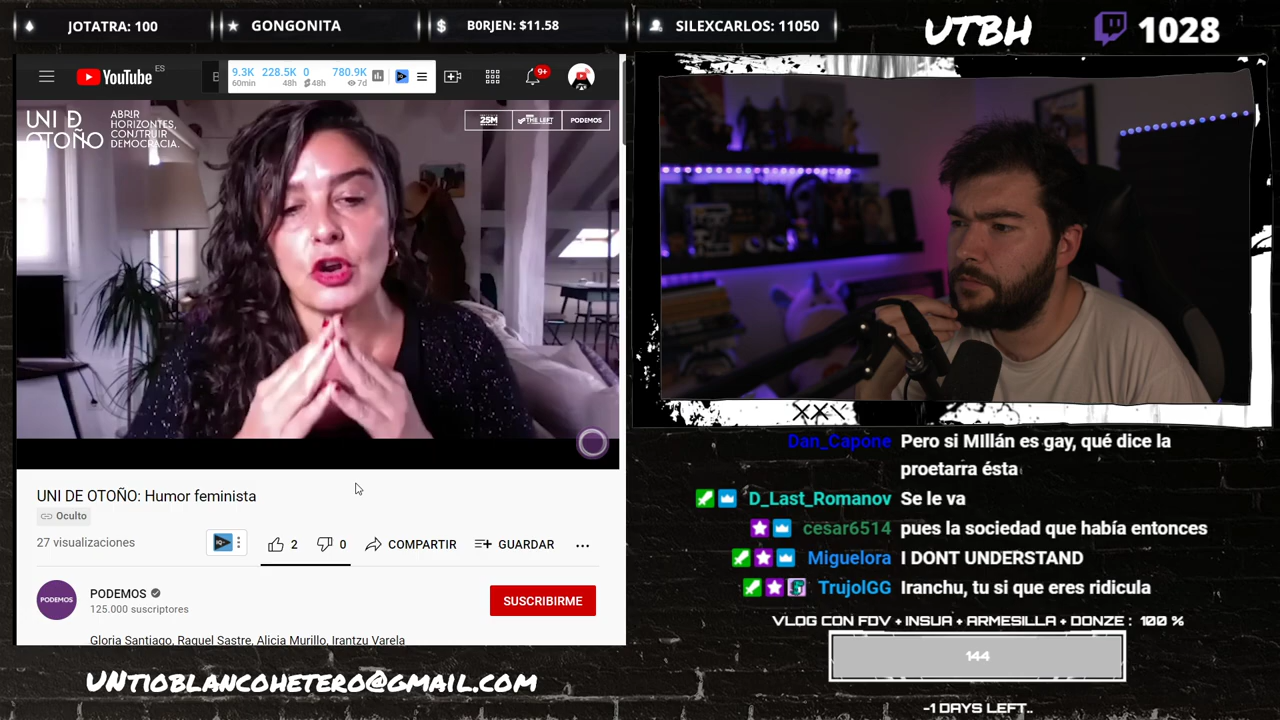 JOTATRA: 100
GONGONITA
B0RJEN: $11.58
SILEXCARLOS: 11050
UTBH
1028
YouTube ES
9.3K 228.5K 0 780.9K
60min 48h 48h 7d
9+
UNI D OTOÑO
ABRIR
HORIZONTES,
CONSTRUIR
DEMOCRACIA.
25M
THE LEFT
PODEMOS
UNI DE OTOÑO: Humor feminista
Oculto
27 visualizaciones
IQ
2
0
COMPARTIR
GUARDAR
PODEMOS
PODEMOS
125.000 suscriptores
SUSCRIBIRME
Gloria Santiago, Raquel Sastre, Alicia Murillo, Irantzu Varela
Dan_Capone Pero si MIllán es gay, qué dice la
proetarra ésta
D_Last_Romanov Se le va
cesar6514 pues la sociedad que había entonces
Miguelora I DONT UNDERSTAND
TrujolGG Iranchu, tu si que eres ridicula
VLOG CON FDV + INSUA + ARMESILLA + DONZE : 100 %
144
-1 DAYS LEFT..
UNtioblancohetero@gmail.com